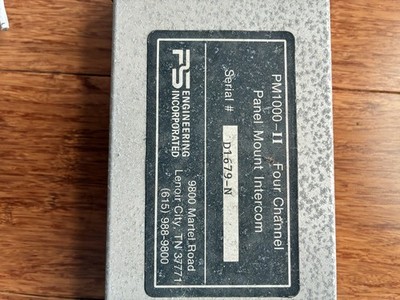 PM1000-II Four Channel
Panel Mount Intercom
Serial # D1679-N
PS ENGINEERING
INCORPORATED
9800 Martel Road
Lenoir City, TN 37771
(615) 988-9800